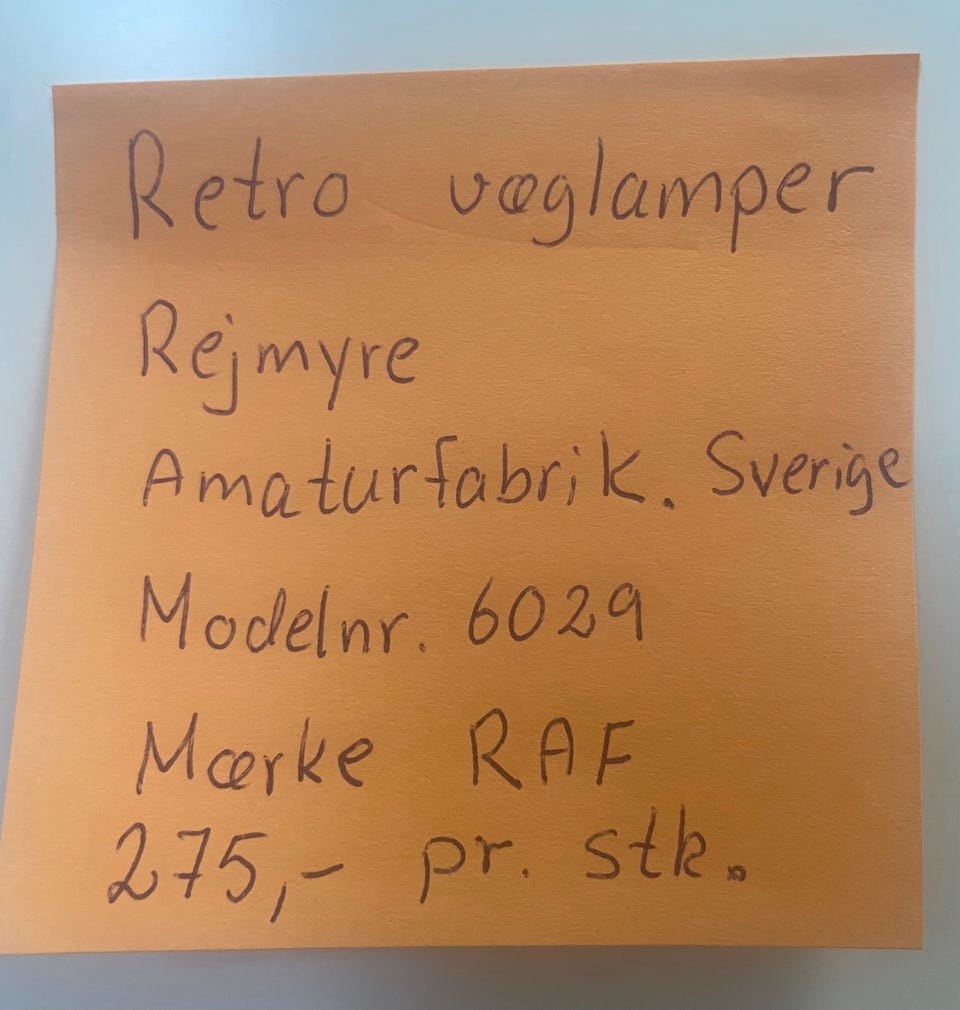 Retro væglamper
Rejmyre
Amaturfabrik. Sverige
Modelnr. 6029
Mærke RAF
275,- pr. stk.